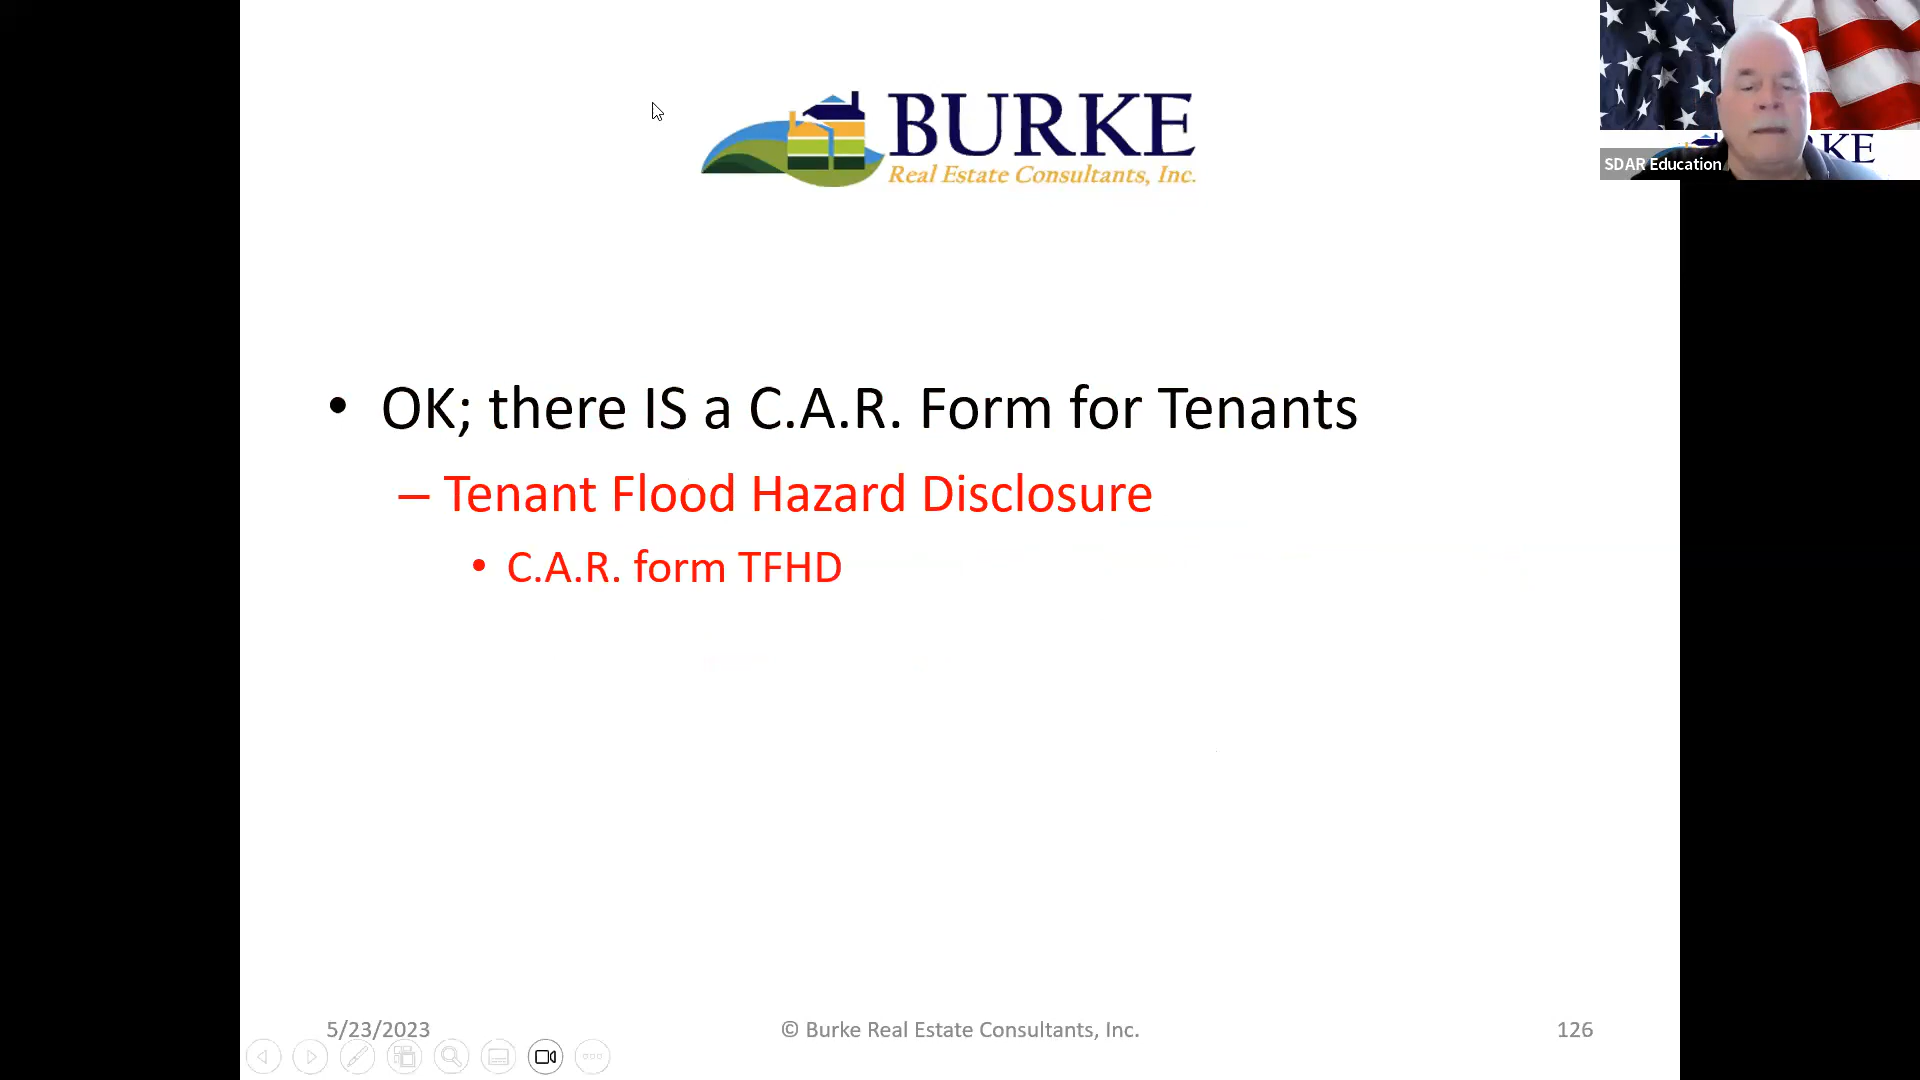 BURKE
Real Estate Consultants, Inc.
KE
SDAR Education
• OK; there IS a C.A.R. Form for Tenants
– Tenant Flood Hazard Disclosure
• C.A.R. form TFHD
5/23/2023
© Burke Real Estate Consultants, Inc.
126